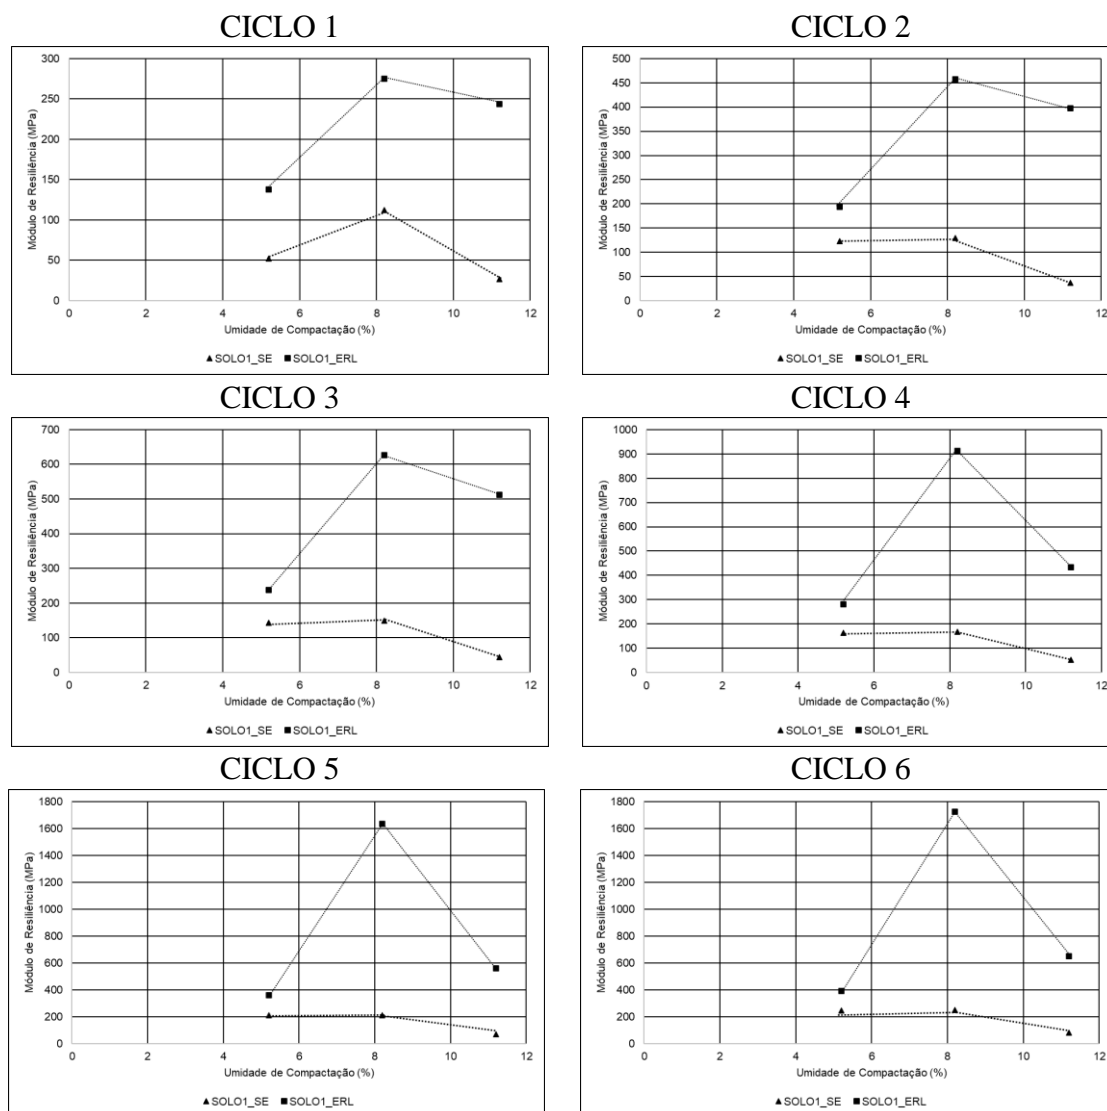 CICLO 1
Módulo de Resiliência (MPa)
300
250
200
150
100
50
0
0 2 4 6 8 10 12
Umidade de Compactação (%)
SOLO1_SE SOLO1_ERL
CICLO 2
Módulo de Resiliência (MPa)
500
450
400
350
300
250
200
150
100
50
0
0 2 4 6 8 10 12
Umidade de Compactação (%)
SOLO1_SE SOLO1_ERL
CICLO 3
Módulo de Resiliência (MPa)
700
600
500
400
300
200
100
0
0 2 4 6 8 10 12
Umidade de Compactação (%)
SOLO1_SE SOLO1_ERL
CICLO 4
Módulo de Resiliência (MPa)
1000
900
800
700
600
500
400
300
200
100
0
0 2 4 6 8 10 12
Umidade de Compactação (%)
SOLO1_SE SOLO1_ERL
CICLO 5
Módulo de Resiliência (MPa)
1800
1600
1400
1200
1000
800
600
400
200
0
0 2 4 6 8 10 12
Umidade de Compactação (%)
SOLO1_SE SOLO1_ERL
CICLO 6
Módulo de Resiliência (MPa)
1800
1600
1400
1200
1000
800
600
400
200
0
0 2 4 6 8 10 12
Umidade de Compactação (%)
SOLO1_SE SOLO1_ERL